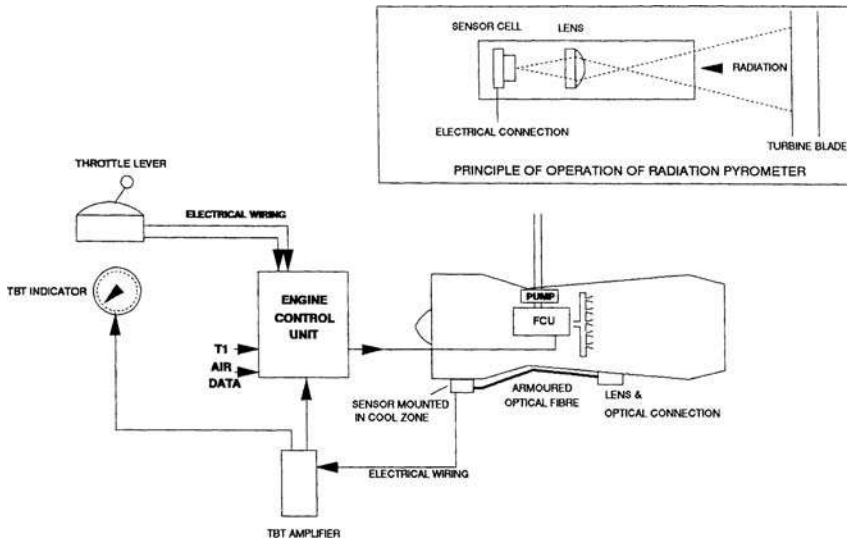 SENSOR CELL
LENS
RADIATION
ELECTRICAL CONNECTION
TURBINE BLADE
PRINCIPLE OF OPERATION OF RADIATION PYROMETER
THROTTLE LEVER
ELECTRICAL WIRING
TBT INDICATOR
ENGINE
CONTROL
UNIT
PUMP
FCU
T1
AIR
DATA
SENSOR MOUNTED
IN COOL ZONE
ARMOURED
OPTICAL FIBRE
LENS &
OPTICAL CONNECTION
ELECTRICAL WIRING
TBT AMPLIFIER